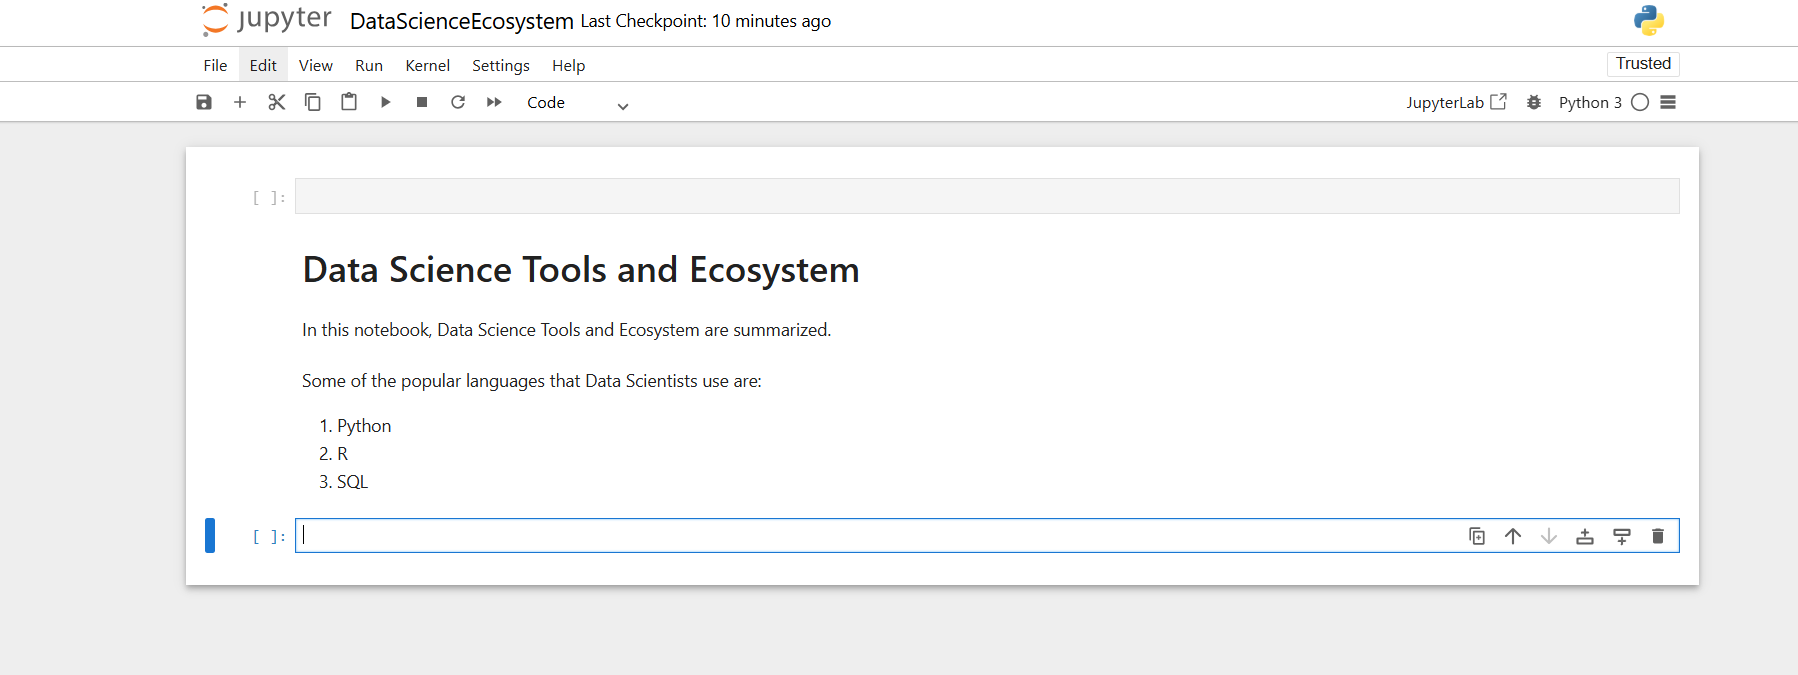 jupyter DataScienceEcosystem Last Checkpoint: 10 minutes ago
File Edit View Run Kernel Settings Help Trusted
Code JupyterLab Python 3
[ ]:
Data Science Tools and Ecosystem
In this notebook, Data Science Tools and Ecosystem are summarized.
Some of the popular languages that Data Scientists use are:
1. Python
2. R
3. SQL
[ ]: